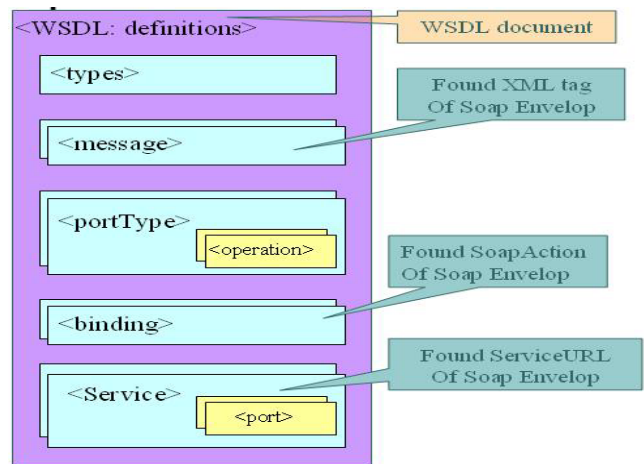 <WSDL: definitions>
WSDL document
<types>
Found XML tag
Of Soap Envelop
<message>
<portType>
<operation>
Found SoapAction
Of Soap Envelop
<binding>
Found ServiceURL
Of Soap Envelop
<Service>
<port>